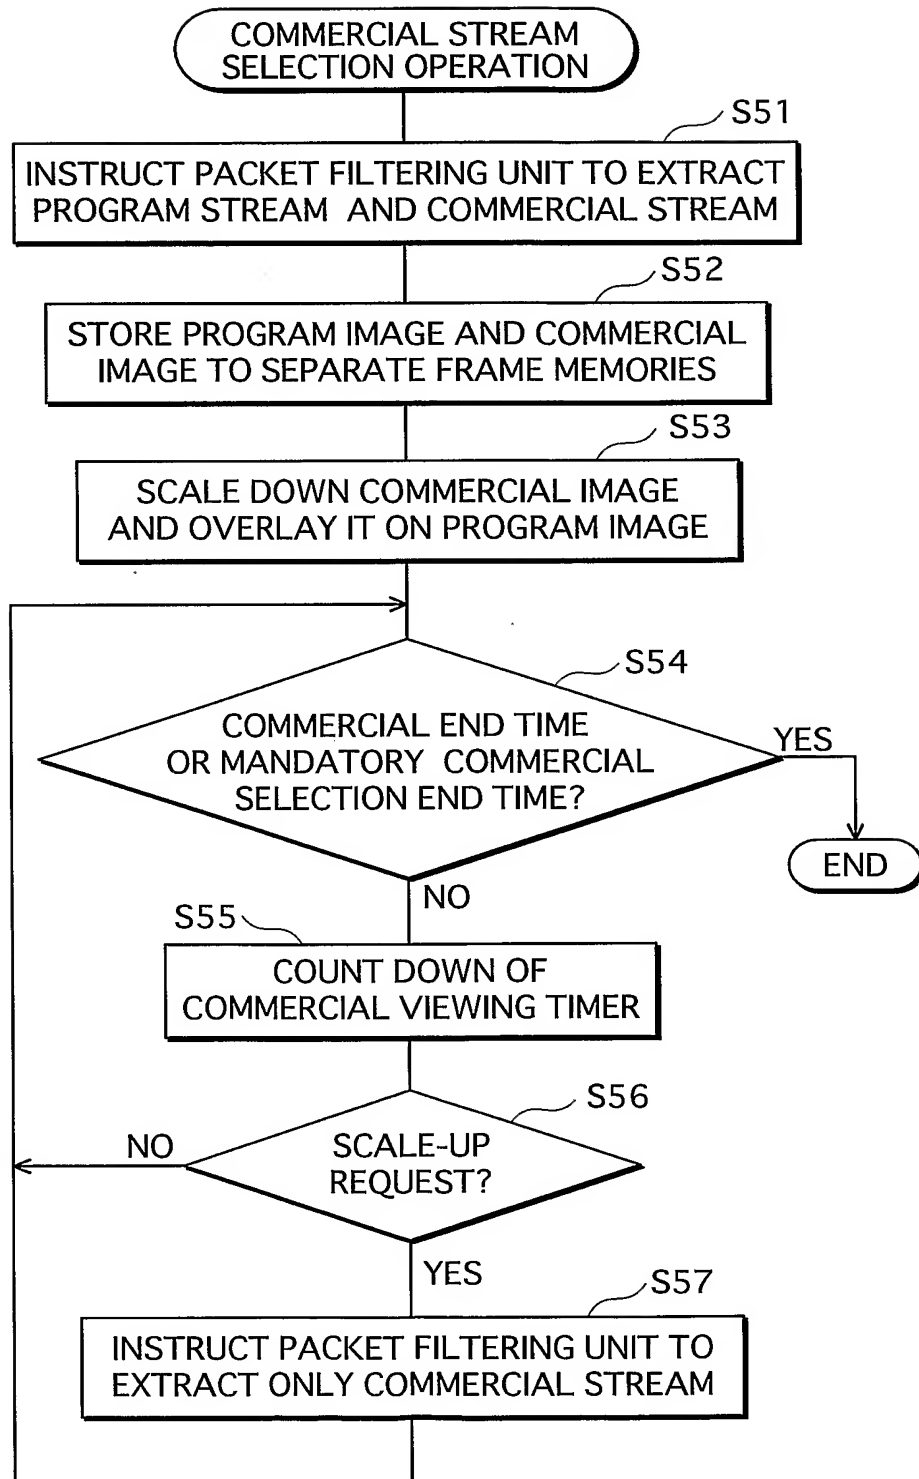 COMMERCIAL STREAM
SELECTION OPERATION
S51
INSTRUCT PACKET FILTERING UNIT TO EXTRACT
PROGRAM STREAM AND COMMERCIAL STREAM
S52
STORE PROGRAM IMAGE AND COMMERCIAL
IMAGE TO SEPARATE FRAME MEMORIES
S53
SCALE DOWN COMMERCIAL IMAGE
AND OVERLAY IT ON PROGRAM IMAGE
S54
COMMERCIAL END TIME
OR MANDATORY COMMERCIAL
SELECTION END TIME?
YES
END
NO
S55
COUNT DOWN OF
COMMERCIAL VIEWING TIMER
S56
SCALE-UP
REQUEST?
NO
YES
S57
INSTRUCT PACKET FILTERING UNIT TO
EXTRACT ONLY COMMERCIAL STREAM